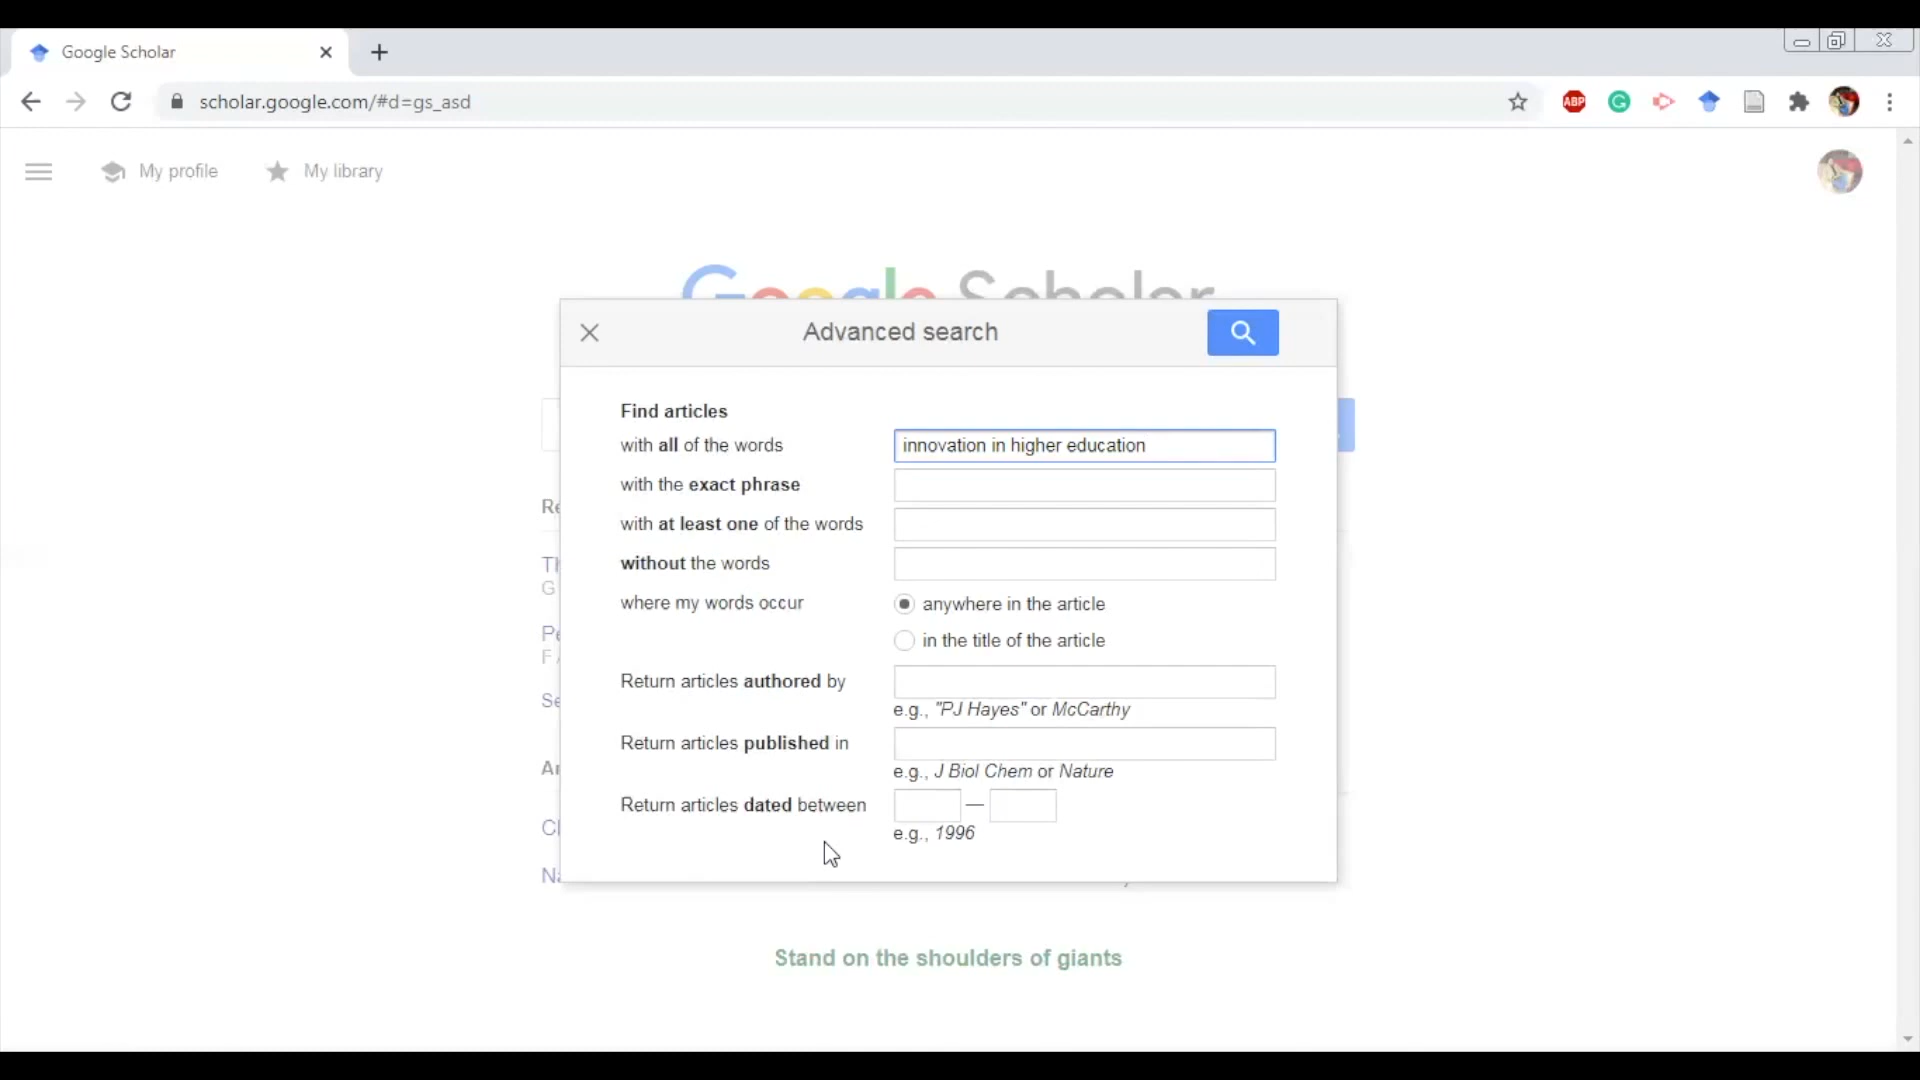 Google Scholar
scholar.google.com/#d=gs_asd
ABP
My profile
My library
Google Scholar
Advanced search
Find articles
with all of the words innovation in higher education
with the exact phrase
with at least one of the words
without the words
where my words occur anywhere in the article
in the title of the article
Return articles authored by
e.g., "PJ Hayes" or McCarthy
Return articles published in
e.g., J Biol Chem or Nature
Return articles dated between —
e.g., 1996
Stand on the shoulders of giants